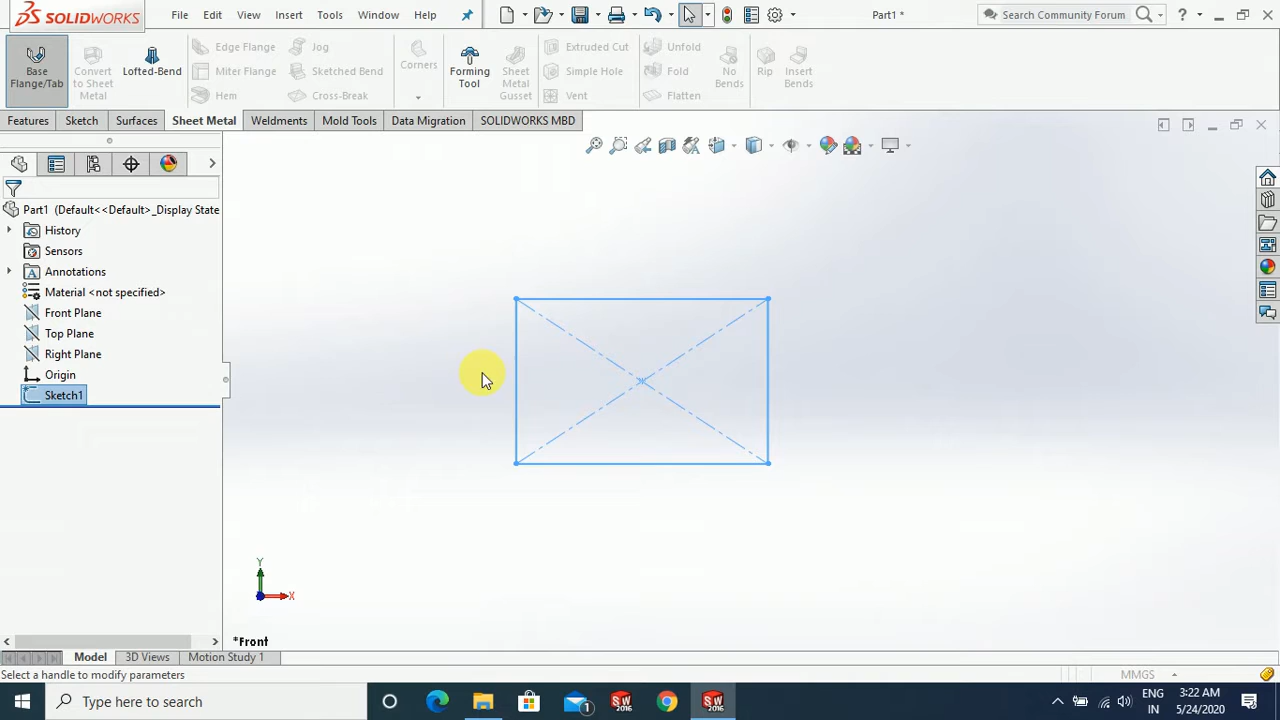 SOLIDWORKS File Edit View Insert Tools Window Help Part1 * Search Community Forum ?
Base Flange/Tab
Convert to Sheet Metal
Lofted-Bend
Edge Flange
Miter Flange
Hem
Jog
Sketched Bend
Cross-Break
Corners
Forming Tool
Sheet Metal Gusset
Extruded Cut
Simple Hole
Vent
Unfold
Fold
Flatten
No Bends
Rip
Insert Bends
Features Sketch Surfaces Sheet Metal Weldments Mold Tools Data Migration SOLIDWORKS MBD
Part1 (Default<<Default>_Display State
History
Sensors
Annotations
Material <not specified>
Front Plane
Top Plane
Right Plane
Origin
Sketch1
Y
X
*Front
Model 3D Views Motion Study 1
Select a handle to modify parameters MMGS
Type here to search
1
SW 2016
SW 2016
ENG IN
3:22 AM
5/24/2020